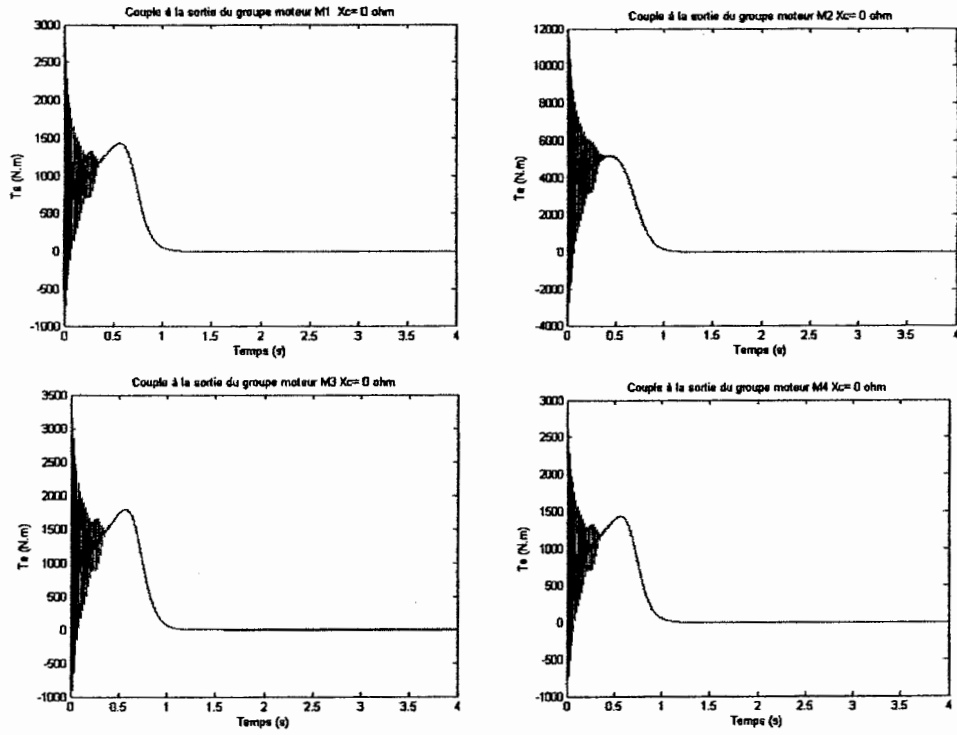 Couple à la sortie du groupe moteur M1 Xc= 0 ohm
3000
2500
2000
1500
1000
500
0
-500
-1000
Te (N.m)
0 0.5 1 1.5 2 2.5 3 3.5 4
Temps (s)
Couple à la sortie du groupe moteur M2 Xc= 0 ohm
12000
10000
8000
6000
4000
2000
0
-2000
-4000
Te (N.m)
0 0.5 1 1.5 2 2.5 3 3.5 4
Temps (s)
Couple à la sortie du groupe moteur M3 Xc= 0 ohm
3500
3000
2500
2000
1500
1000
500
0
-500
-1000
Te (N.m)
0 0.5 1 1.5 2 2.5 3 3.5 4
Temps (s)
Couple à la sortie du groupe moteur M4 Xc= 0 ohm
3000
2500
2000
1500
1000
500
0
-500
-1000
Te (N.m)
0 0.5 1 1.5 2 2.5 3 3.5 4
Temps (s)